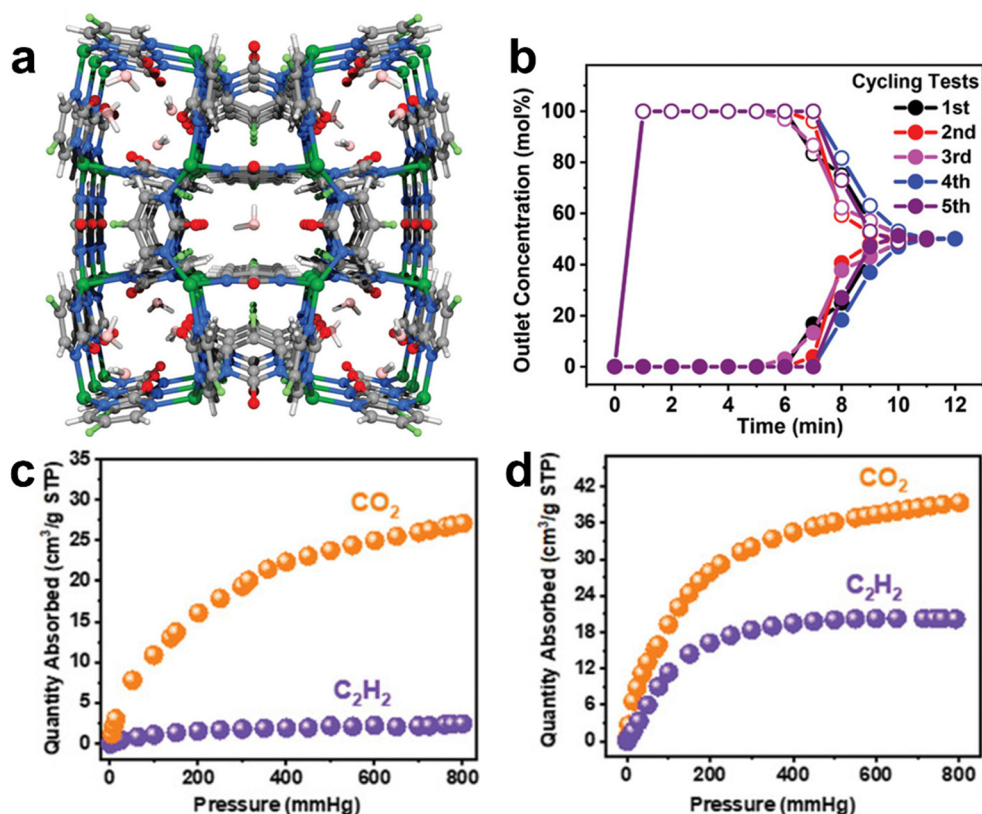 a
b
Cycling Tests
1st
2nd
3rd
4th
5th
Outlet Concentration (mol%)
100
80
60
40
20
0
0 2 4 6 8 10 12
Time (min)
c
Quantity Absorbed (cm³/g STP)
35
30
25
20
15
10
5
0
CO₂
C₂H₂
0 200 400 600 800
Pressure (mmHg)
d
Quantity Absorbed (cm³/g STP)
42
36
30
24
18
12
6
0
CO₂
C₂H₂
0 200 400 600 800
Pressure (mmHg)